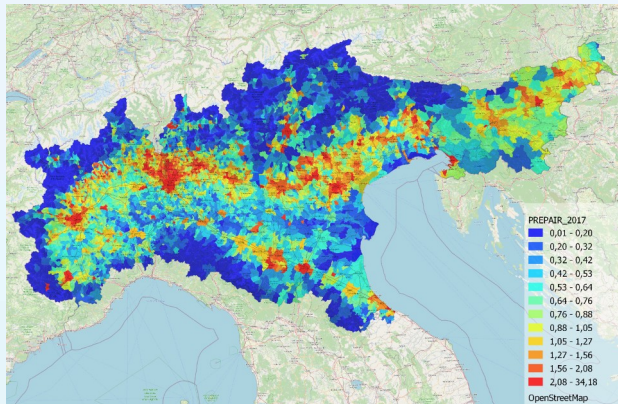 PREPAIR_2017
0,01 - 0,20
0,20 - 0,32
0,32 - 0,42
0,42 - 0,53
0,53 - 0,64
0,64 - 0,76
0,76 - 0,88
0,88 - 1,05
1,05 - 1,27
1,27 - 1,56
1,56 - 2,08
2,08 - 34,18
OpenStreetMap